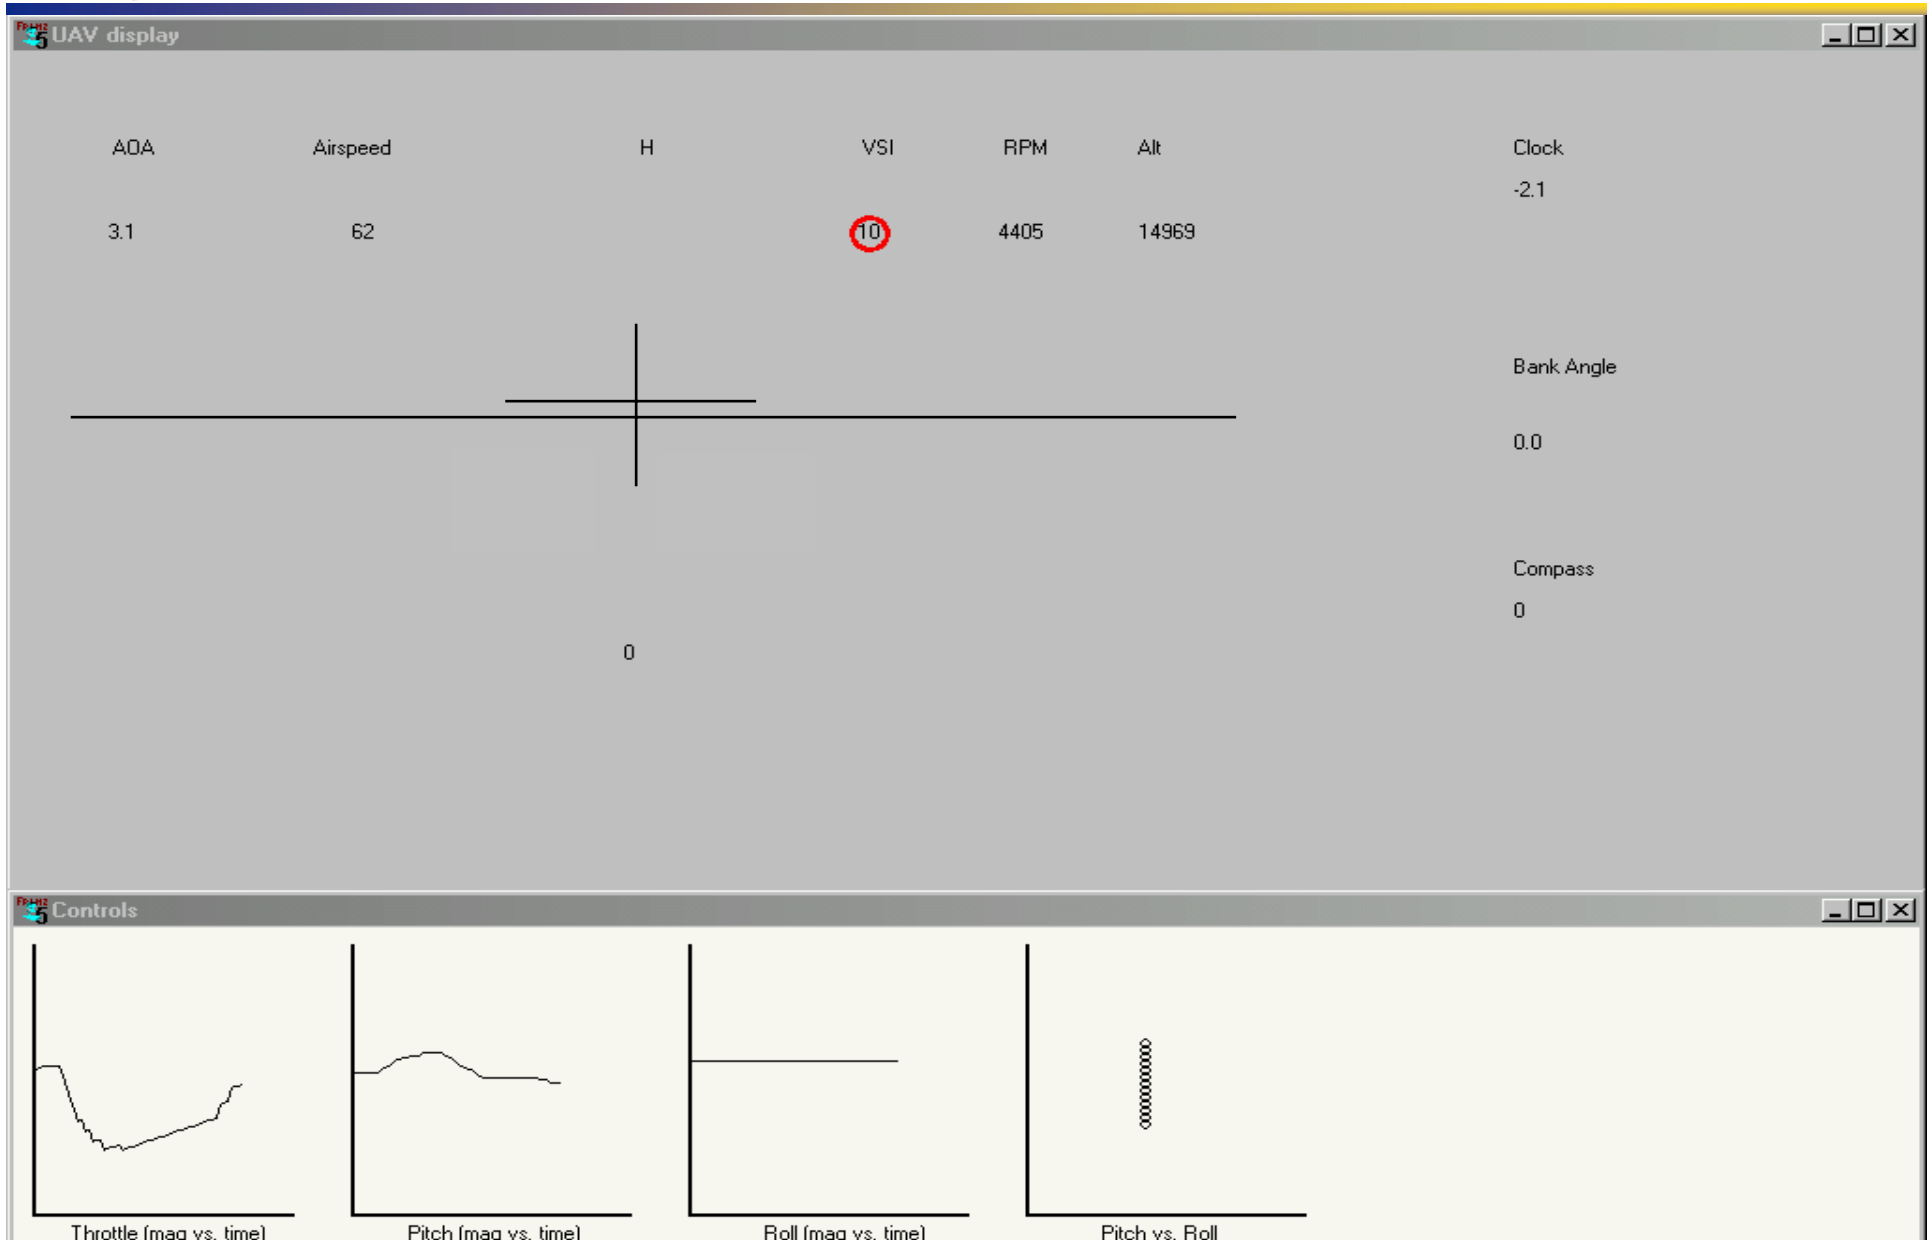 UAV display
AOA Airspeed H VSI RPM Alt Clock
-2.1
3.1 62 10 4405 14969
Bank Angle
0.0
Compass
0
0
Controls
Throttle (mag vs. time) Pitch (mag vs. time) Roll (mag vs. time) Pitch vs. Roll